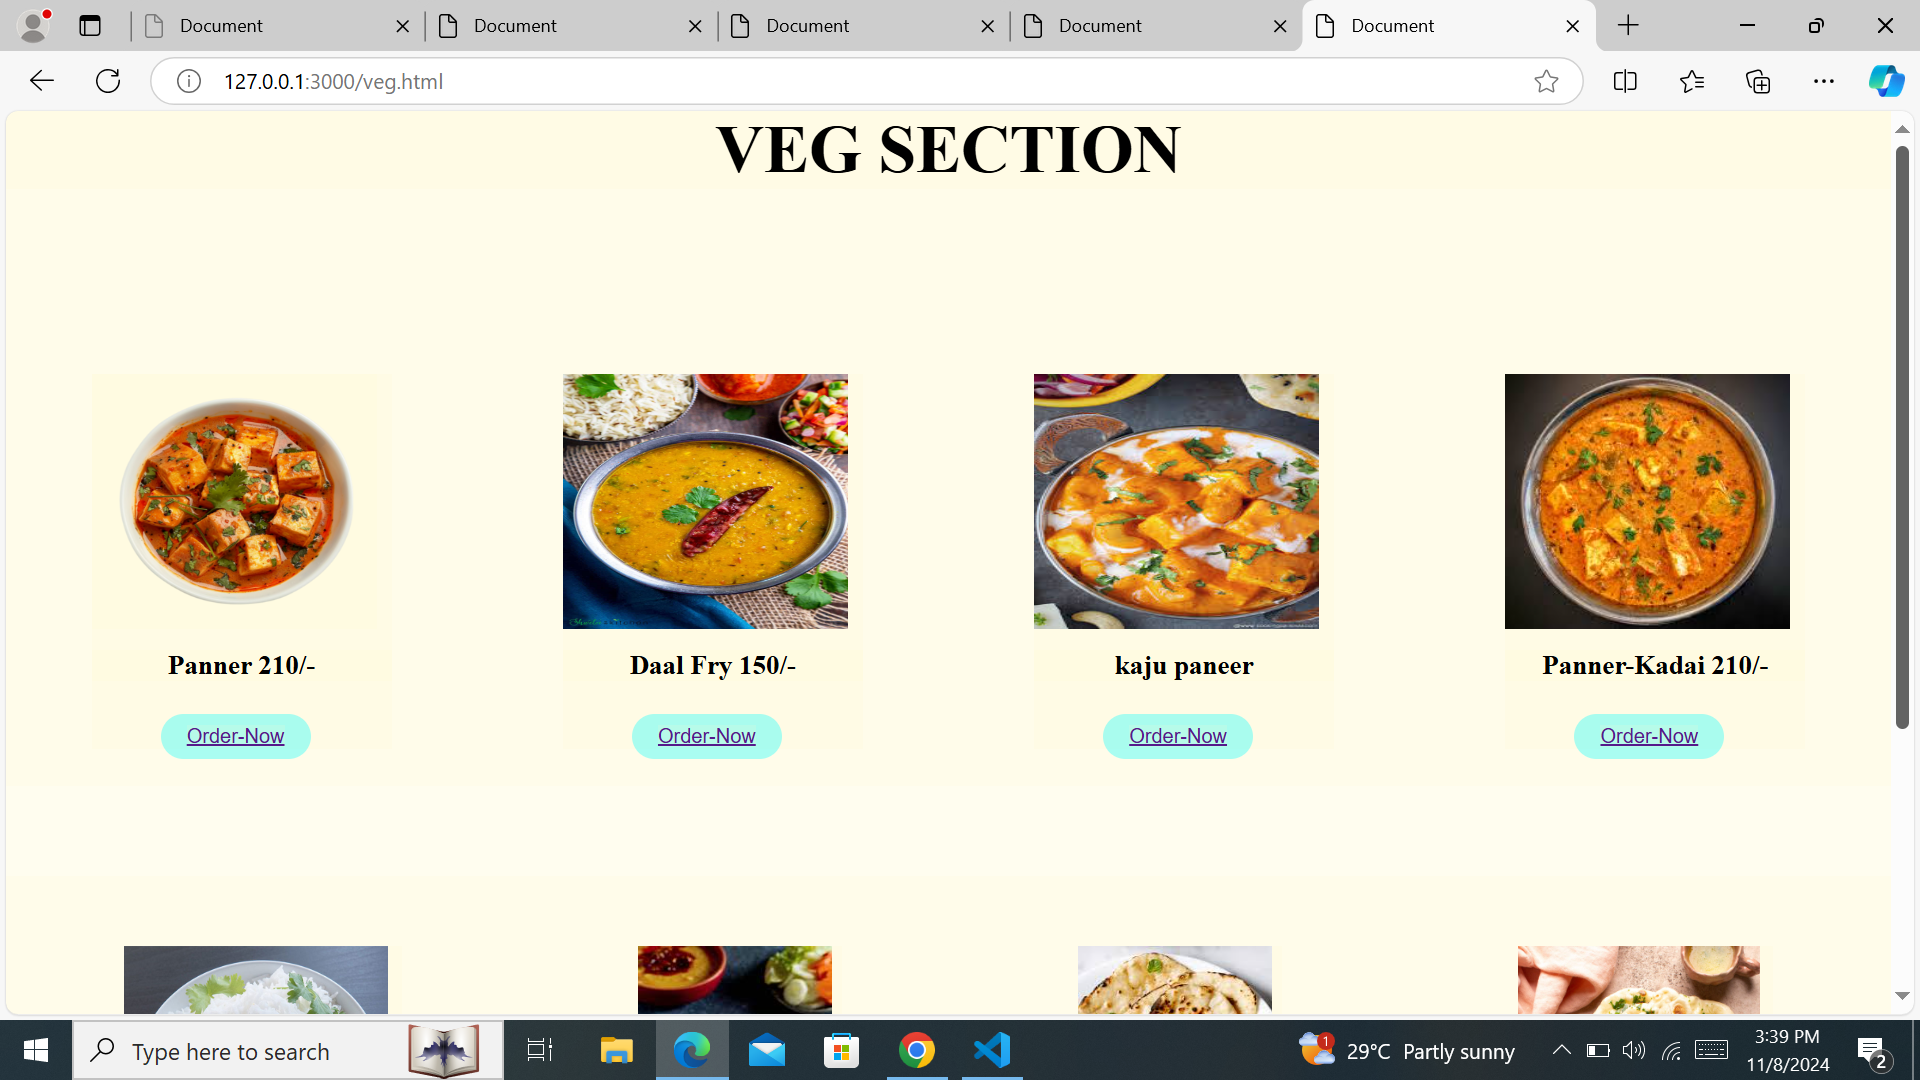 Document
Document
Document
Document
Document
127.0.0.1:3000/veg.html
VEG SECTION
Panner 210/-
Daal Fry 150/-
kaju paneer
Panner-Kadai 210/-
Order-Now
Order-Now
Order-Now
Order-Now
Type here to search
1
29°C Partly sunny
3:39 PM
11/8/2024
2